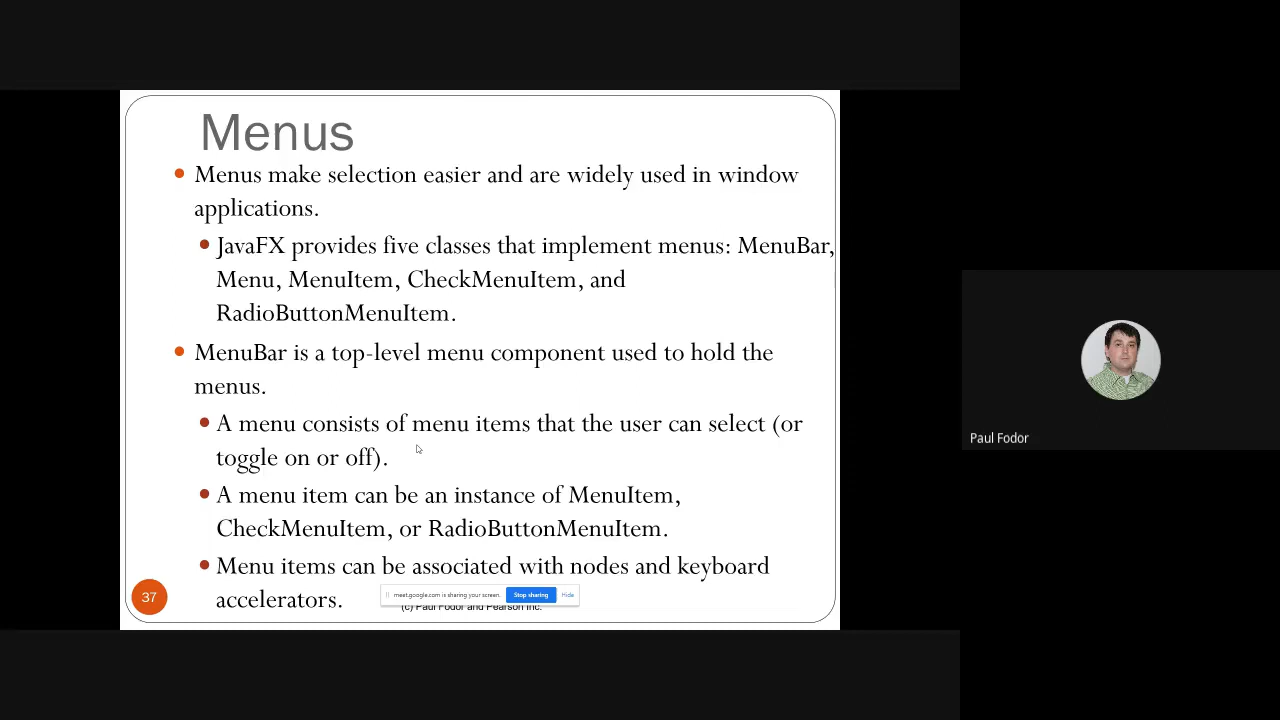 Menus
Menus make selection easier and are widely used in window
applications.
JavaFX provides five classes that implement menus: MenuBar,
Menu, MenuItem, CheckMenuItem, and
RadioButtonMenuItem.
MenuBar is a top-level menu component used to hold the
menus.
A menu consists of menu items that the user can select (or
toggle on or off).
A menu item can be an instance of MenuItem,
CheckMenuItem, or RadioButtonMenuItem.
Menu items can be associated with nodes and keyboard
accelerators.
meet.google.com is sharing your screen.
Stop sharing
Hide
(c) Paul Fodor and Pearson Inc.
37
Paul Fodor